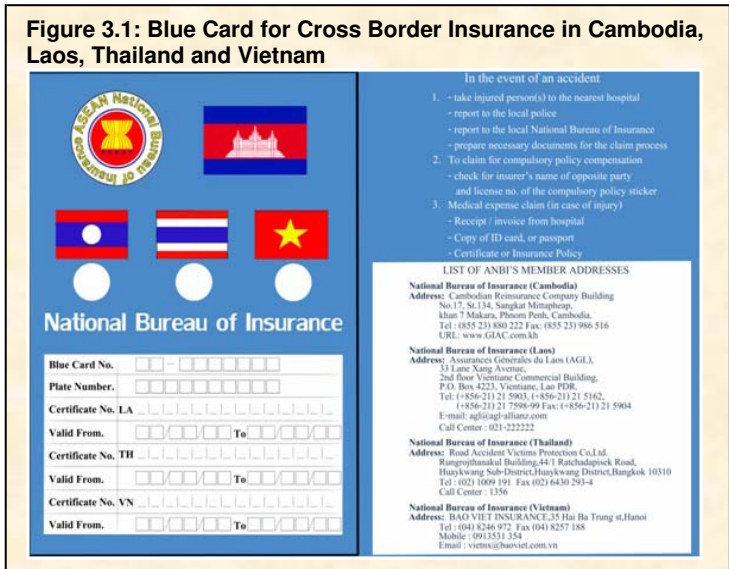 Figure 3.1: Blue Card for Cross Border Insurance in Cambodia,
Laos, Thailand and Vietnam
ASEAN National Bureau of Insurance
National Bureau of Insurance
Blue Card No.
Plate Number.
Certificate No. LA
Valid From. To
Certificate No. TH
Valid From. To
Certificate No. VN
Valid From. To
In the event of an accident
1. - take injured person(s) to the nearest hospital
- report to the local police
- report to the local National Bureau of Insurance
- prepare necessary documents for the claim process
2. To claim for compulsory policy compensation
- check for insurer's name of opposite party
and license no. of the compulsory policy sticker
3. Medical expense claim (in case of injury)
- Receipt / invoice from hospital
- Copy of ID card, or passport
- Certificate or Insurance Policy
LIST OF ANBI'S MEMBER ADDRESSES
National Bureau of Insurance (Cambodia)
Address: Cambodian Reinsurance Company Building
No.17, St.134, Sangkat Mittapheap,
khan 7 Makara, Phnom Penh, Cambodia.
Tel : (855 23) 880 222 Fax: (855 23) 986 516
URL: www.GIAC.com.kh
National Bureau of Insurance (Laos)
Address: Assurances Générales du Laos (AGL),
33 Lane Xang Avenue,
2nd floor Vientiane Commercial Building,
P.O. Box 4223, Vientiane, Lao PDR.
Tel: (+856-21) 21 5903, (+856-21) 21 5162,
(+856-21) 21 7598-99 Fax: (+856-21) 21 5904
E-mail: agl@agl-allianz.com
Call Center : 021-222222
National Bureau of Insurance (Thailand)
Address: Road Accident Victims Protection Co,Ltd.
Rungrojthanakul Building,44/1 Ratchadapisek Road,
Huaykwang Sub-District,Huaykwang District,Bangkok 10310
Tel : (02) 1009 191 Fax (02) 6430 293-4
Call Center : 1356
National Bureau of Insurance (Vietnam)
Address: BAO VIET INSURANCE,35 Hai Ba Trung st,Hanoi
Tel : (04) 8246 972 Fax (04) 8257 188
Mobile : 0913531 354
Email : vietnx@baoviet.com.vn